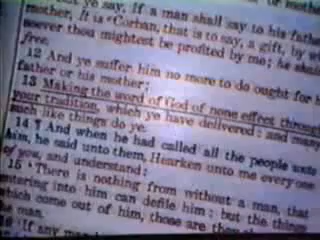 ye say, If a man shall say to his father
mother, It is Corban, that is to say, a gift, by
soever thou mightest be profited by me; he shall
free.
12 And ye suffer him no more to do ought for
father or his mother;
13 Making the word of God of none effect through
your tradition, which ye have delivered: and many
such like things do ye.
14 ¶ And when he had called all the people unto
him, he said unto them, Hearken unto me every one
of you, and understand:
15 There is nothing from without a man, that
entering into him can defile him: but the things
which come out of him, those are
man.
16 If any